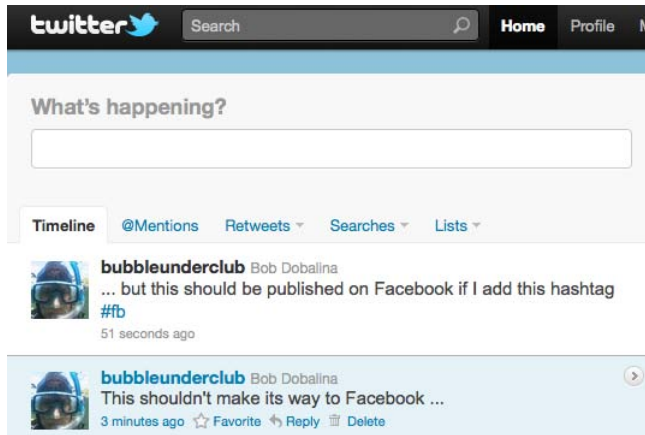 twitter Search Home Profile
What's happening?
Timeline @Mentions Retweets Searches Lists
bubbleunderclub Bob Dobalina
... but this should be published on Facebook if I add this hashtag
#fb
51 seconds ago
bubbleunderclub Bob Dobalina
This shouldn't make its way to Facebook ...
3 minutes ago Favorite Reply Delete